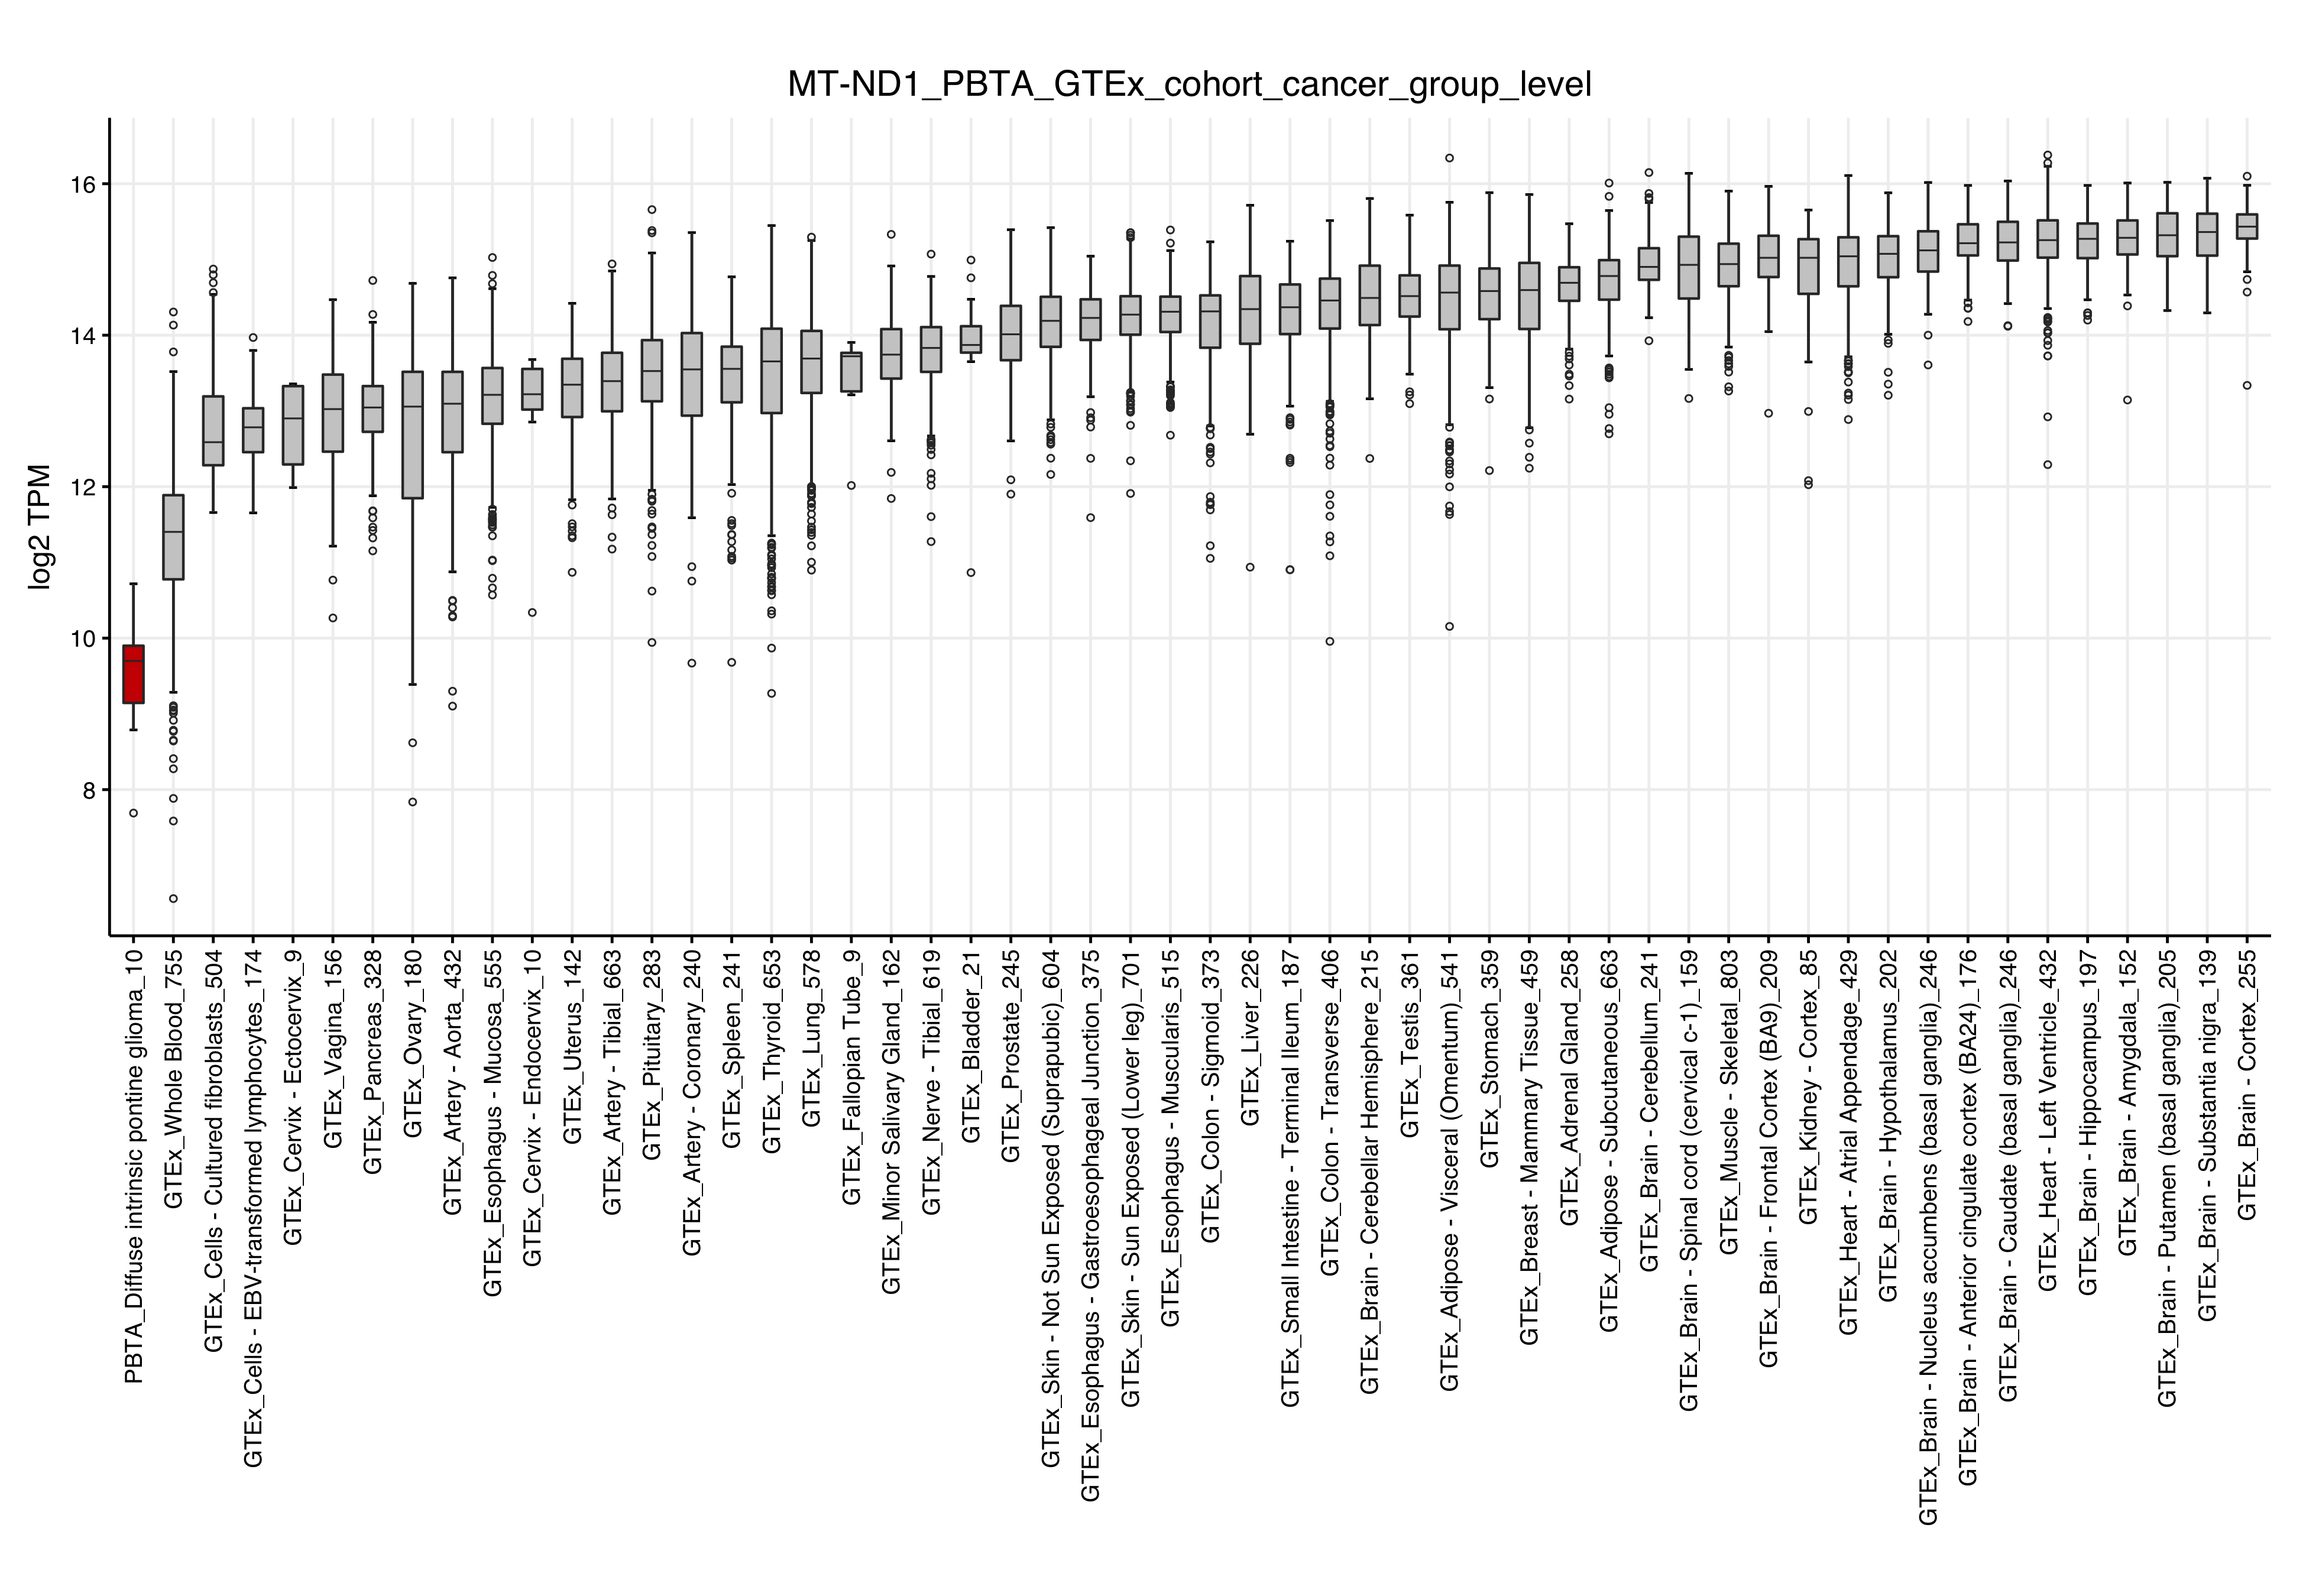 MT-ND1_PBTA_GTEx_cohort_cancer_group_level
log2 TPM
16
14
12
10
8
PBTA_Diffuse intrinsic pontine glioma_10
GTEx_Whole Blood_755
GTEx_Cells - Cultured fibroblasts_504
GTEx_Cells - EBV-transformed lymphocytes_174
GTEx_Cervix - Ectocervix_9
GTEx_Vagina_156
GTEx_Pancreas_328
GTEx_Ovary_180
GTEx_Artery - Aorta_432
GTEx_Esophagus - Mucosa_555
GTEx_Cervix - Endocervix_10
GTEx_Uterus_142
GTEx_Artery - Tibial_663
GTEx_Pituitary_283
GTEx_Artery - Coronary_240
GTEx_Spleen_241
GTEx_Thyroid_653
GTEx_Lung_578
GTEx_Fallopian Tube_9
GTEx_Minor Salivary Gland_162
GTEx_Nerve - Tibial_619
GTEx_Bladder_21
GTEx_Prostate_245
GTEx_Skin - Not Sun Exposed (Suprapubic)_604
GTEx_Esophagus - Gastroesophageal Junction_375
GTEx_Skin - Sun Exposed (Lower leg)_701
GTEx_Esophagus - Muscularis_515
GTEx_Colon - Sigmoid_373
GTEx_Liver_226
GTEx_Small Intestine - Terminal Ileum_187
GTEx_Colon - Transverse_406
GTEx_Brain - Cerebellar Hemisphere_215
GTEx_Testis_361
GTEx_Adipose - Visceral (Omentum)_541
GTEx_Stomach_359
GTEx_Breast - Mammary Tissue_459
GTEx_Adrenal Gland_258
GTEx_Adipose - Subcutaneous_663
GTEx_Brain - Cerebellum_241
GTEx_Brain - Spinal cord (cervical c-1)_159
GTEx_Muscle - Skeletal_803
GTEx_Brain - Frontal Cortex (BA9)_209
GTEx_Kidney - Cortex_85
GTEx_Heart - Atrial Appendage_429
GTEx_Brain - Hypothalamus_202
GTEx_Brain - Nucleus accumbens (basal ganglia)_246
GTEx_Brain - Anterior cingulate cortex (BA24)_176
GTEx_Brain - Caudate (basal ganglia)_246
GTEx_Heart - Left Ventricle_432
GTEx_Brain - Hippocampus_197
GTEx_Brain - Amygdala_152
GTEx_Brain - Putamen (basal ganglia)_205
GTEx_Brain - Substantia nigra_139
GTEx_Brain - Cortex_255